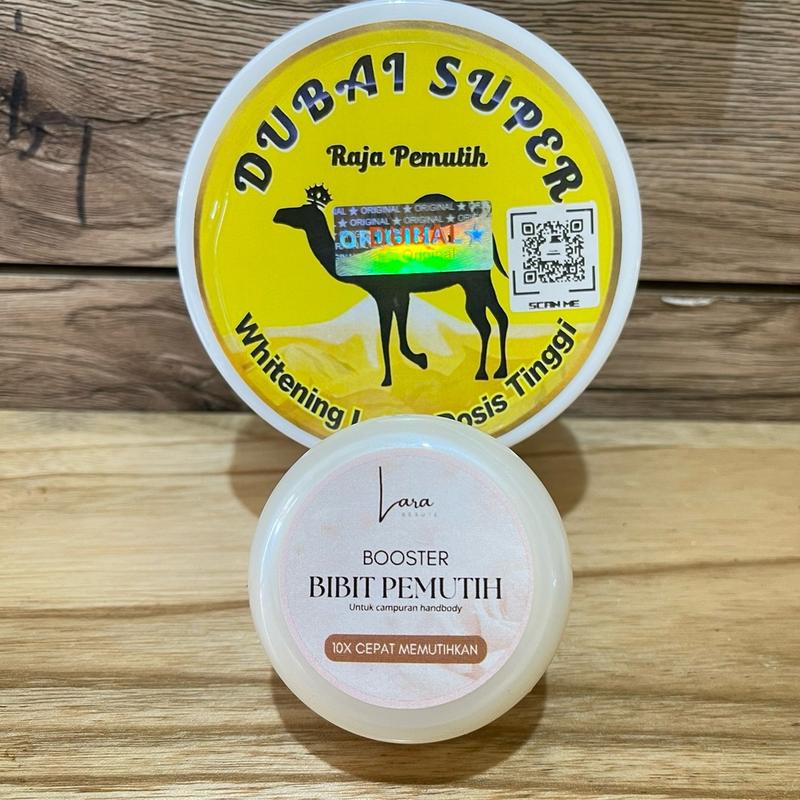 DUBAI SUPER
Raja Pemutih
ORIGINAL
SCAN ME
Whitening Dosis Tinggi
Lara
BEAUTE
BOOSTER
BIBIT PEMUTIH
Untuk campuran handbody
10X CEPAT MEMUTIHKAN